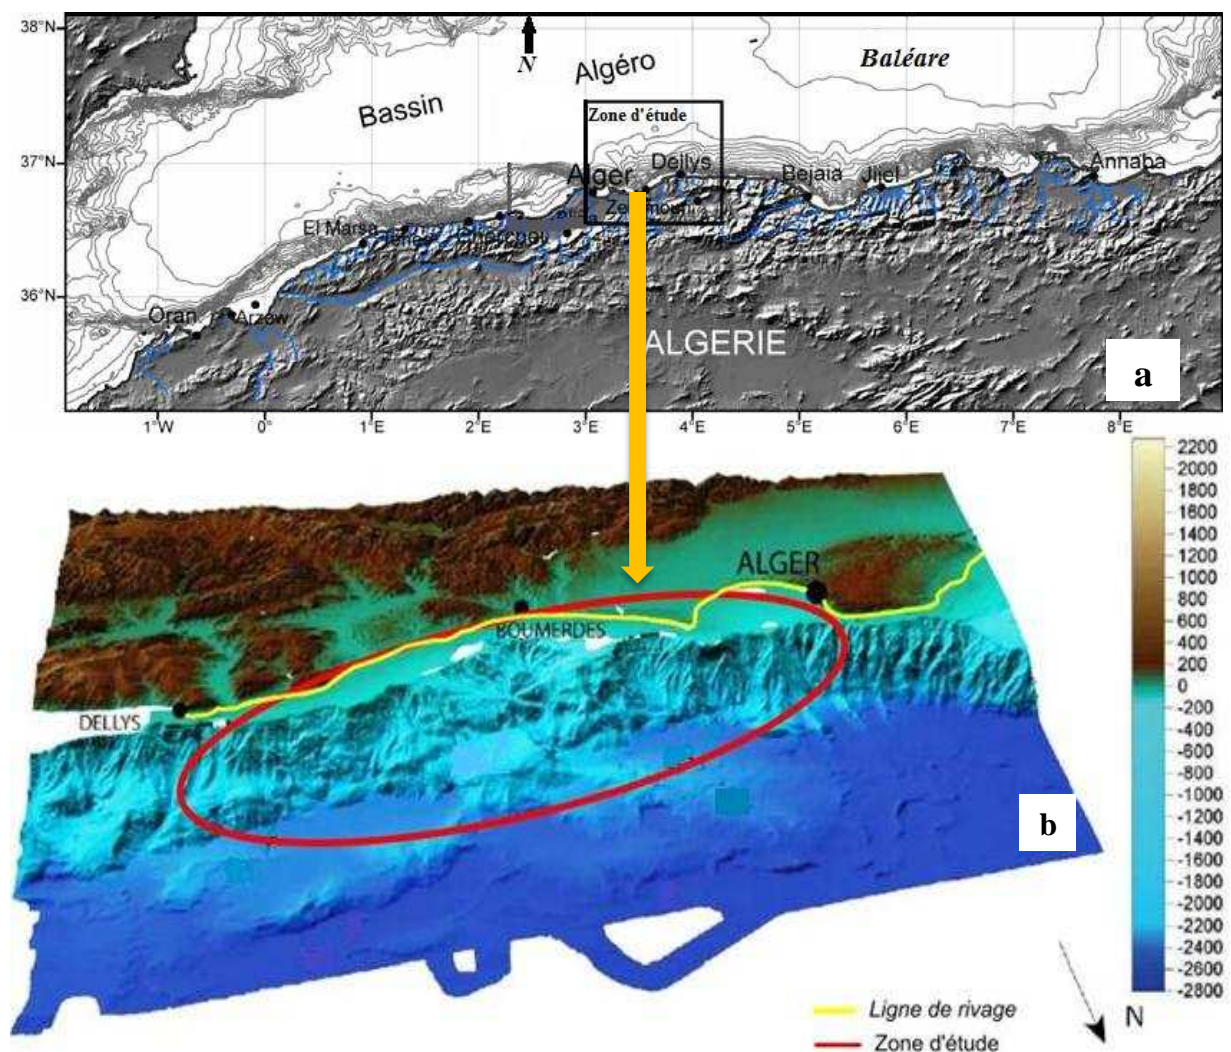 38°N
37°N
36°N
N
Algéro
Baléare
Bassin
Zone d'étude
Alger
Dellys
Bejaia
Jijel
Annaba
El Marsa
Oran
Arzew
ALGERIE
a
1°W
0°
1°E
2°E
3°E
4°E
5°E
6°E
7°E
8°E
ALGER
BOUMERDES
DELLYS
b
2200
2000
1800
1600
1400
1200
1000
800
600
400
200
0
-200
-400
-600
-800
-1000
-1200
-1400
-1600
-1800
-2000
-2200
-2400
-2600
-2800
N
Ligne de rivage
Zone d'étude